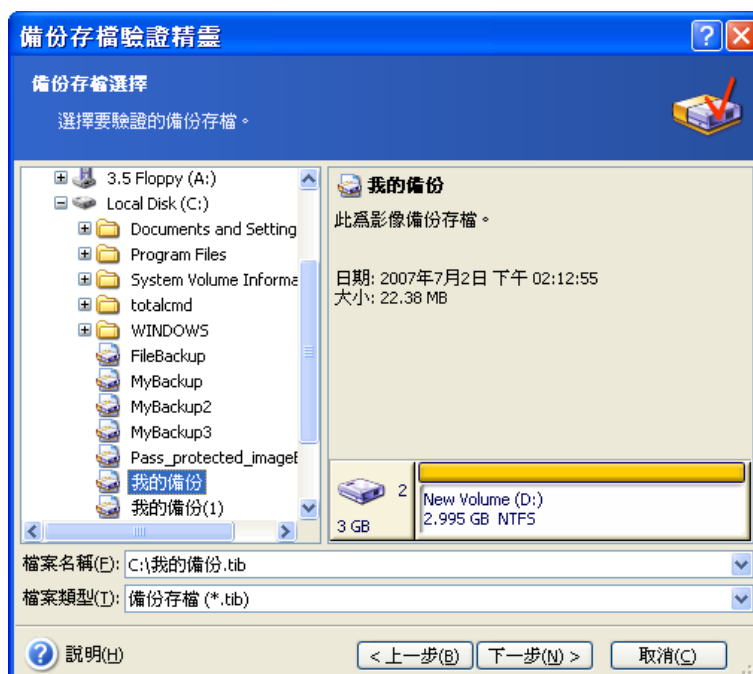 備份存檔驗證精靈
備份存檔選擇
選擇要驗證的備份存檔。
3.5 Floppy (A:)
Local Disk (C:)
Documents and Setting
Program Files
System Volume Informa
totalcmd
WINDOWS
FileBackup
MyBackup
MyBackup2
MyBackup3
Pass_protected_imageB
我的備份
我的備份(1)
我的備份
此爲影像備份存檔。
日期: 2007年7月2日 下午 02:12:55
大小: 22.38 MB
2
3 GB
New Volume (D:)
2.995 GB NTFS
檔案名稱(F): C:\我的備份.tib
檔案類型(T): 備份存檔 (*.tib)
說明(H)
< 上一步(B)
下一步(N) >
取消(C)